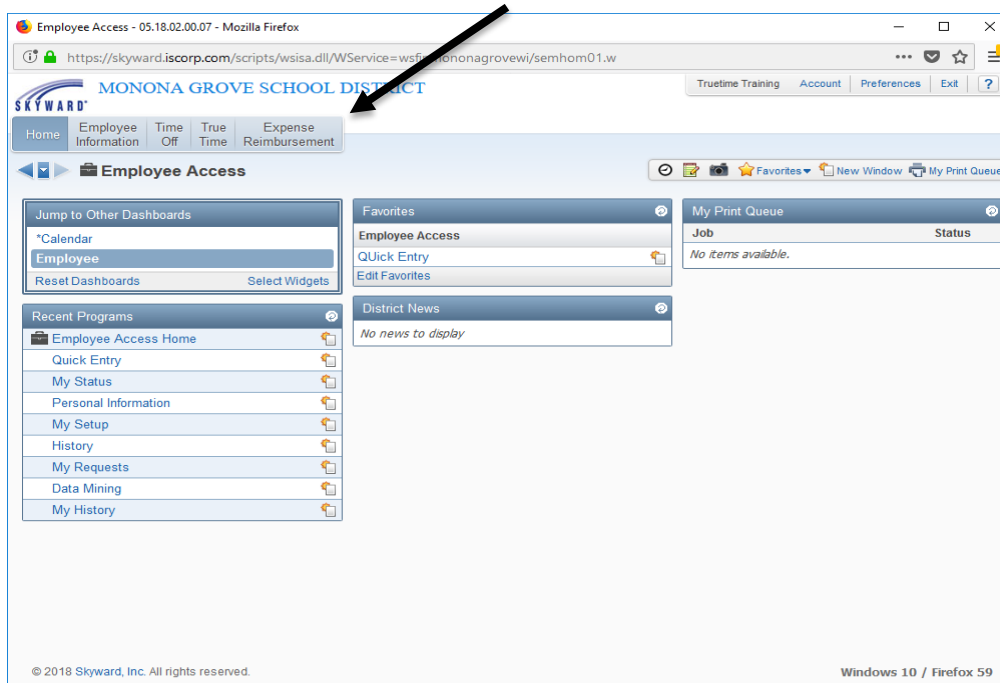 Employee Access - 05.18.02.00.07 - Mozilla Firefox
https://skyward.iscorp.com/scripts/wsisa.dll/WService=wsfin mononagrovewi/semhom01.w
SKYWARD®
MONONA GROVE SCHOOL DISTRICT
Truetime Training Account Preferences Exit ?
Home Employee Information Time Off True Time Expense Reimbursement
Employee Access
Favorites New Window My Print Queue
Jump to Other Dashboards
*Calendar
Employee
Reset Dashboards Select Widgets
Recent Programs
Employee Access Home
Quick Entry
My Status
Personal Information
My Setup
History
My Requests
Data Mining
My History
Favorites
Employee Access
QUick Entry
Edit Favorites
District News
No news to display
My Print Queue
Job Status
No items available.
© 2018 Skyward, Inc. All rights reserved.
Windows 10 / Firefox 59